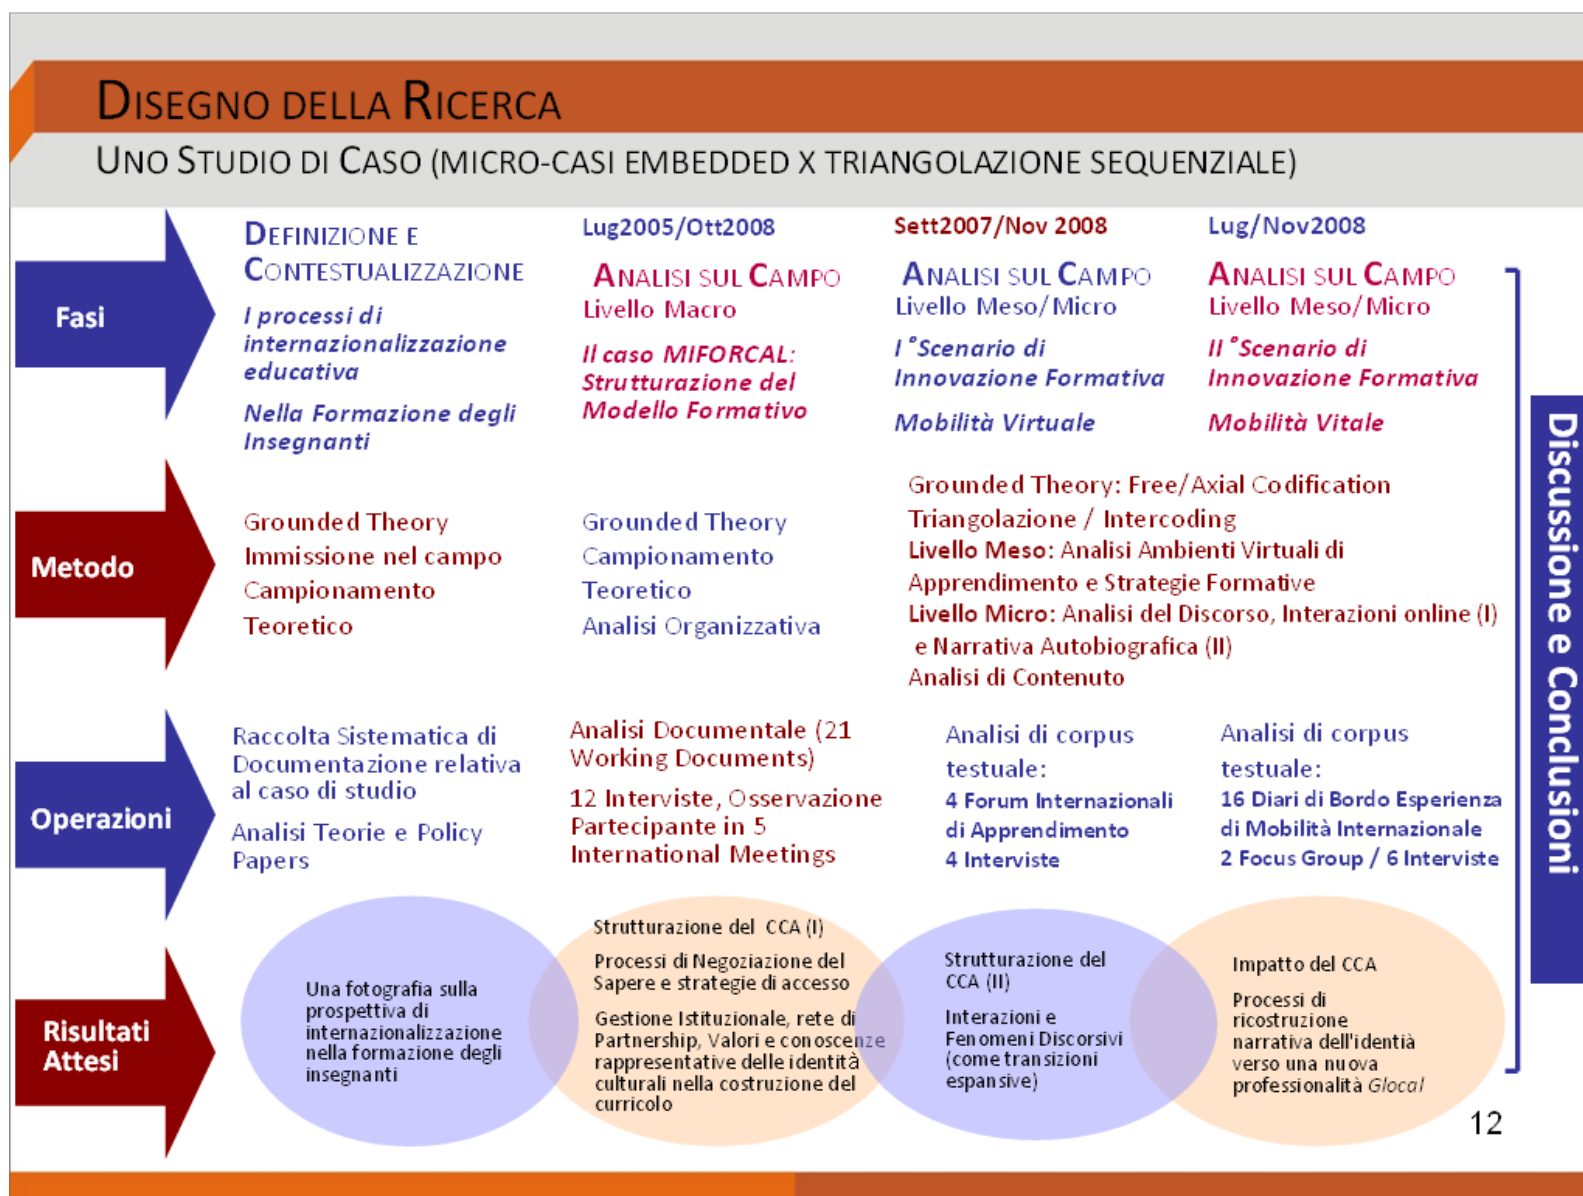 DISEGNO DELLA RICERCA
UNO STUDIO DI CASO (MICRO-CASI EMBEDDED X TRIANGOLAZIONE SEQUENZIALE)
Fasi
DEFINIZIONE E
CONTESTUALIZZAZIONE
I processi di
internazionalizzazione
educativa
Nella Formazione degli
Insegnanti
Lug2005/Ott2008
ANALISI SUL CAMPO
Livello Macro
Il caso MIFORCAL:
Strutturazione del
Modello Formativo
Sett2007/Nov 2008
ANALISI SUL CAMPO
Livello Meso/Micro
I°Scenario di
Innovazione Formativa
Mobilità Virtuale
Lug/Nov2008
ANALISI SUL CAMPO
Livello Meso/Micro
II°Scenario di
Innovazione Formativa
Mobilità Vitale
Metodo
Grounded Theory
Immissione nel campo
Campionamento
Teoretico
Grounded Theory
Campionamento
Teoretico
Analisi Organizzativa
Grounded Theory: Free/Axial Codification
Triangolazione / Intercoding
Livello Meso: Analisi Ambienti Virtuali di
Apprendimento e Strategie Formative
Livello Micro: Analisi del Discorso, Interazioni online (I)
e Narrativa Autobiografica (II)
Analisi di Contenuto
Operazioni
Raccolta Sistematica di
Documentazione relativa
al caso di studio
Analisi Teorie e Policy
Papers
Analisi Documentale (21
Working Documents)
12 Interviste, Osservazione
Partecipante in 5
International Meetings
Analisi di corpus
testuale:
4 Forum Internazionali
di Apprendimento
4 Interviste
Analisi di corpus
testuale:
16 Diari di Bordo Esperienza
di Mobilità Internazionale
2 Focus Group / 6 Interviste
Risultati
Attesi
Una fotografia sulla
prospettiva di
internazionalizzazione
nella formazione degli
insegnanti
Strutturazione del CCA (I)
Processi di Negoziazione del
Sapere e strategie di accesso
Gestione Istituzionale, rete di
Partnership, Valori e conoscenze
rappresentative delle identità
culturali nella costruzione del
curricolo
Strutturazione del
CCA (II)
Interazioni e
Fenomeni Discorsivi
(come transizioni
espansive)
Impatto del CCA
Processi di
ricostruzione
narrativa dell'identià
verso una nuova
professionalità Glocal
Discussione e Conclusioni
12